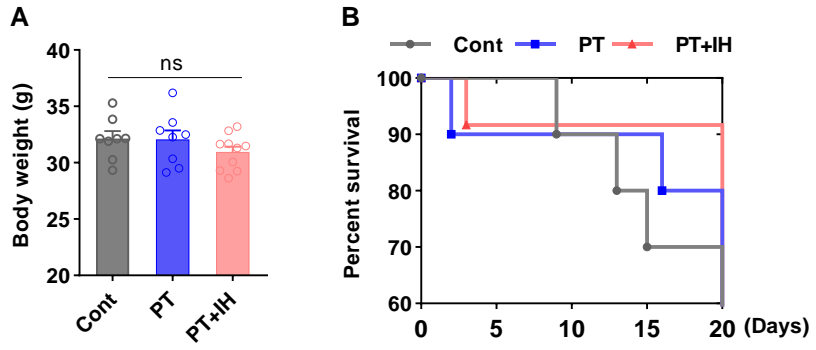 A
Body weight (g)
40
35
30
25
20
ns
Cont
PT
PT+IH
B
Cont PT PT+IH
Percent survival
100
90
80
70
60
0 5 10 15 20 (Days)